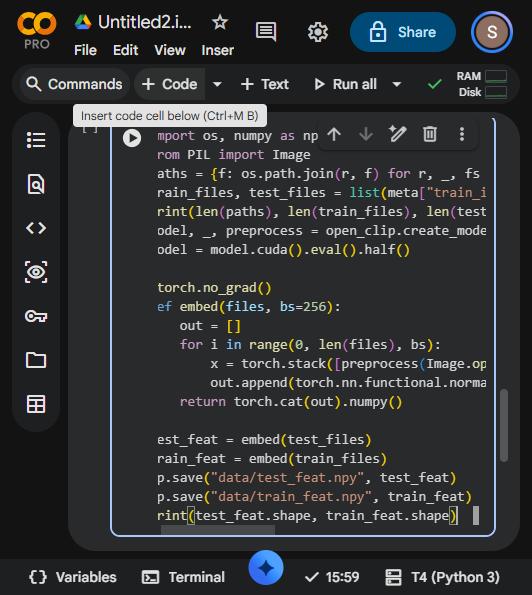 CO
PRO
Untitled2.i...
File Edit View Inser
Share
S
Commands
+ Code
+ Text
Run all
RAM
Disk
Insert code cell below (Ctrl+M B)
[ ]
mport os, numpy as np
rom PIL import Image
aths = {f: os.path.join(r, f) for r, _, fs
rain_files, test_files = list(meta["train_i
rint(len(paths), len(train_files), len(test
odel, _, preprocess = open_clip.create_mode
odel = model.cuda().eval().half()
torch.no_grad()
ef embed(files, bs=256):
    out = []
    for i in range(0, len(files), bs):
        x = torch.stack([preprocess(Image.op
        out.append(torch.nn.functional.norma
    return torch.cat(out).numpy()
est_feat = embed(test_files)
rain_feat = embed(train_files)
p.save("data/test_feat.npy", test_feat)
p.save("data/train_feat.npy", train_feat)
rint(test_feat.shape, train_feat.shape)
{} Variables
Terminal
15:59
T4 (Python 3)